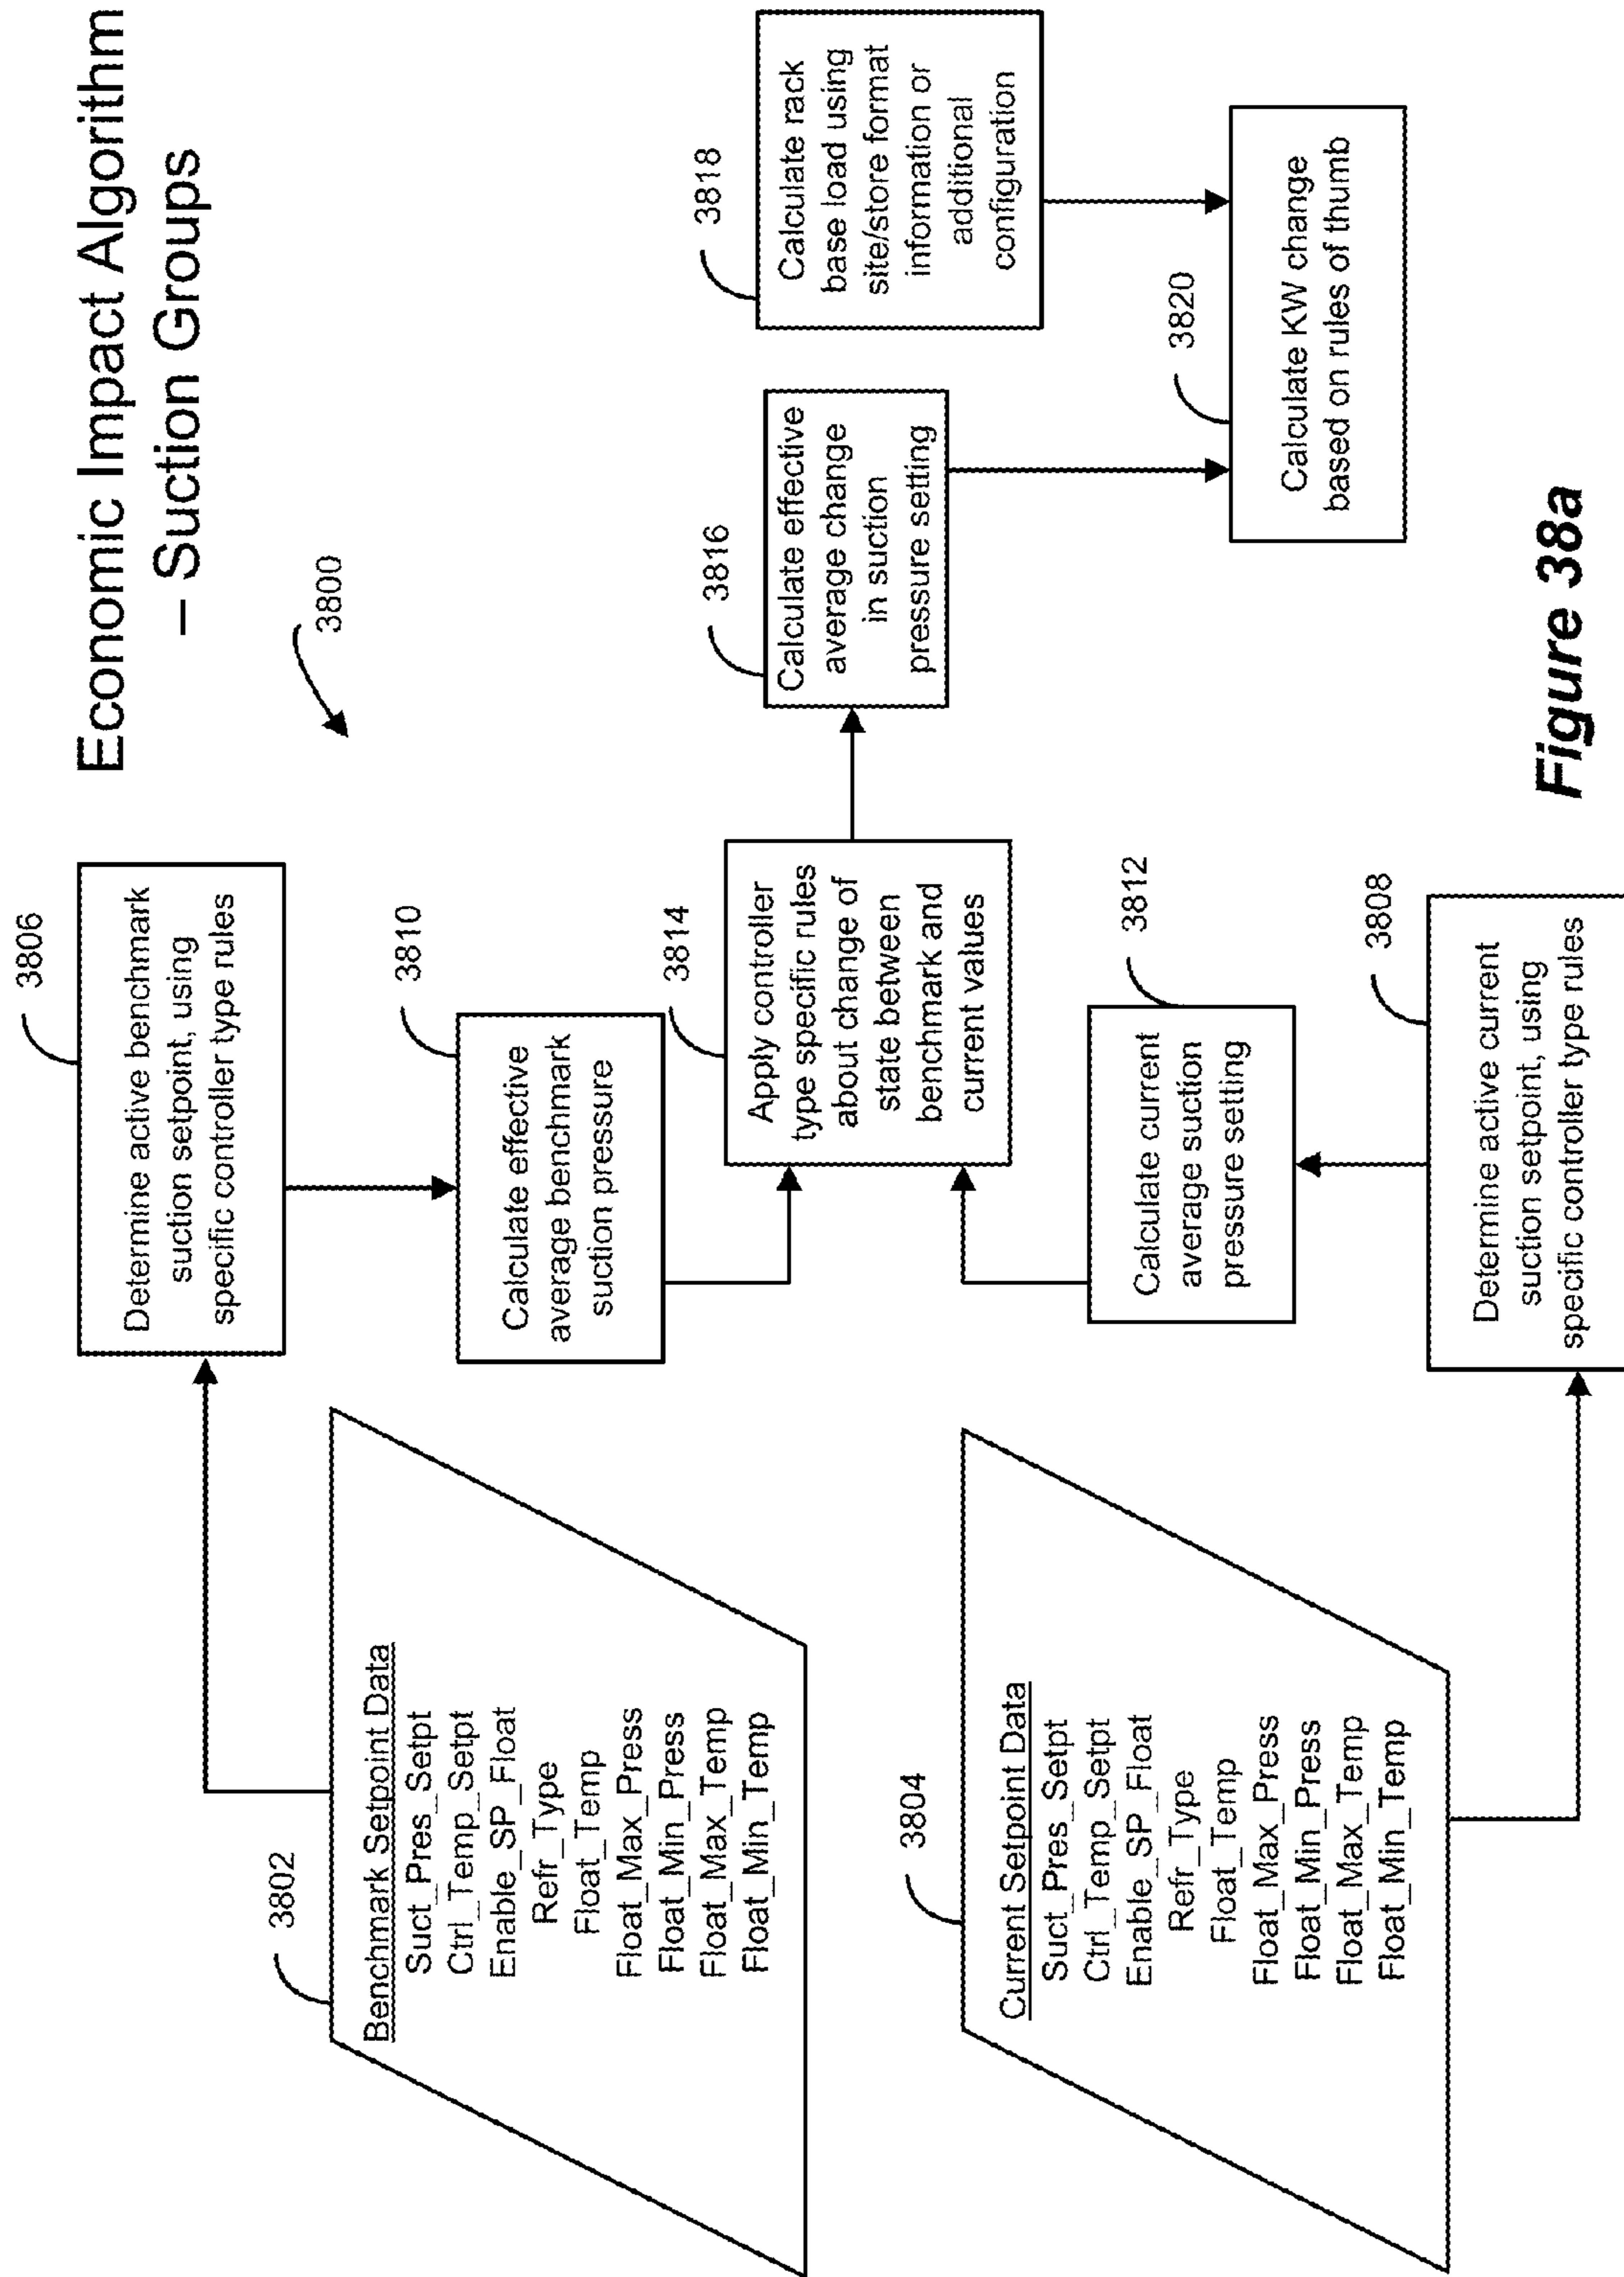 Economic Impact Algorithm
– Suction Groups
3800
3802
Benchmark Setpoint Data
Suct_Pres_Setpt
Ctrl_Temp_Setpt
Enable_SP_Float
Refr_Type
Float_Temp
Float_Max_Press
Float_Min_Press
Float_Max_Temp
Float_Min_Temp
3804
Current Setpoint Data
Suct_Pres_Setpt
Ctrl_Temp_Setpt
Enable_SP_Float
Refr_Type
Float_Temp
Float_Max_Press
Float_Min_Press
Float_Max_Temp
Float_Min_Temp
3806
Determine active benchmark
suction setpoint, using
specific controller type rules
3810
Calculate effective
average benchmark
suction pressure
3814
Apply controller
type specific rules
about change of
state between
benchmark and
current values
3812
Calculate current
average suction
pressure setting
3808
Determine active current
suction setpoint, using
specific controller type rules
3816
Calculate effective
average change
in suction
pressure setting
3818
Calculate rack
base load using
site/store format
information or
additional
configuration
3820
Calculate KW change
based on rules of thumb
Figure 38a